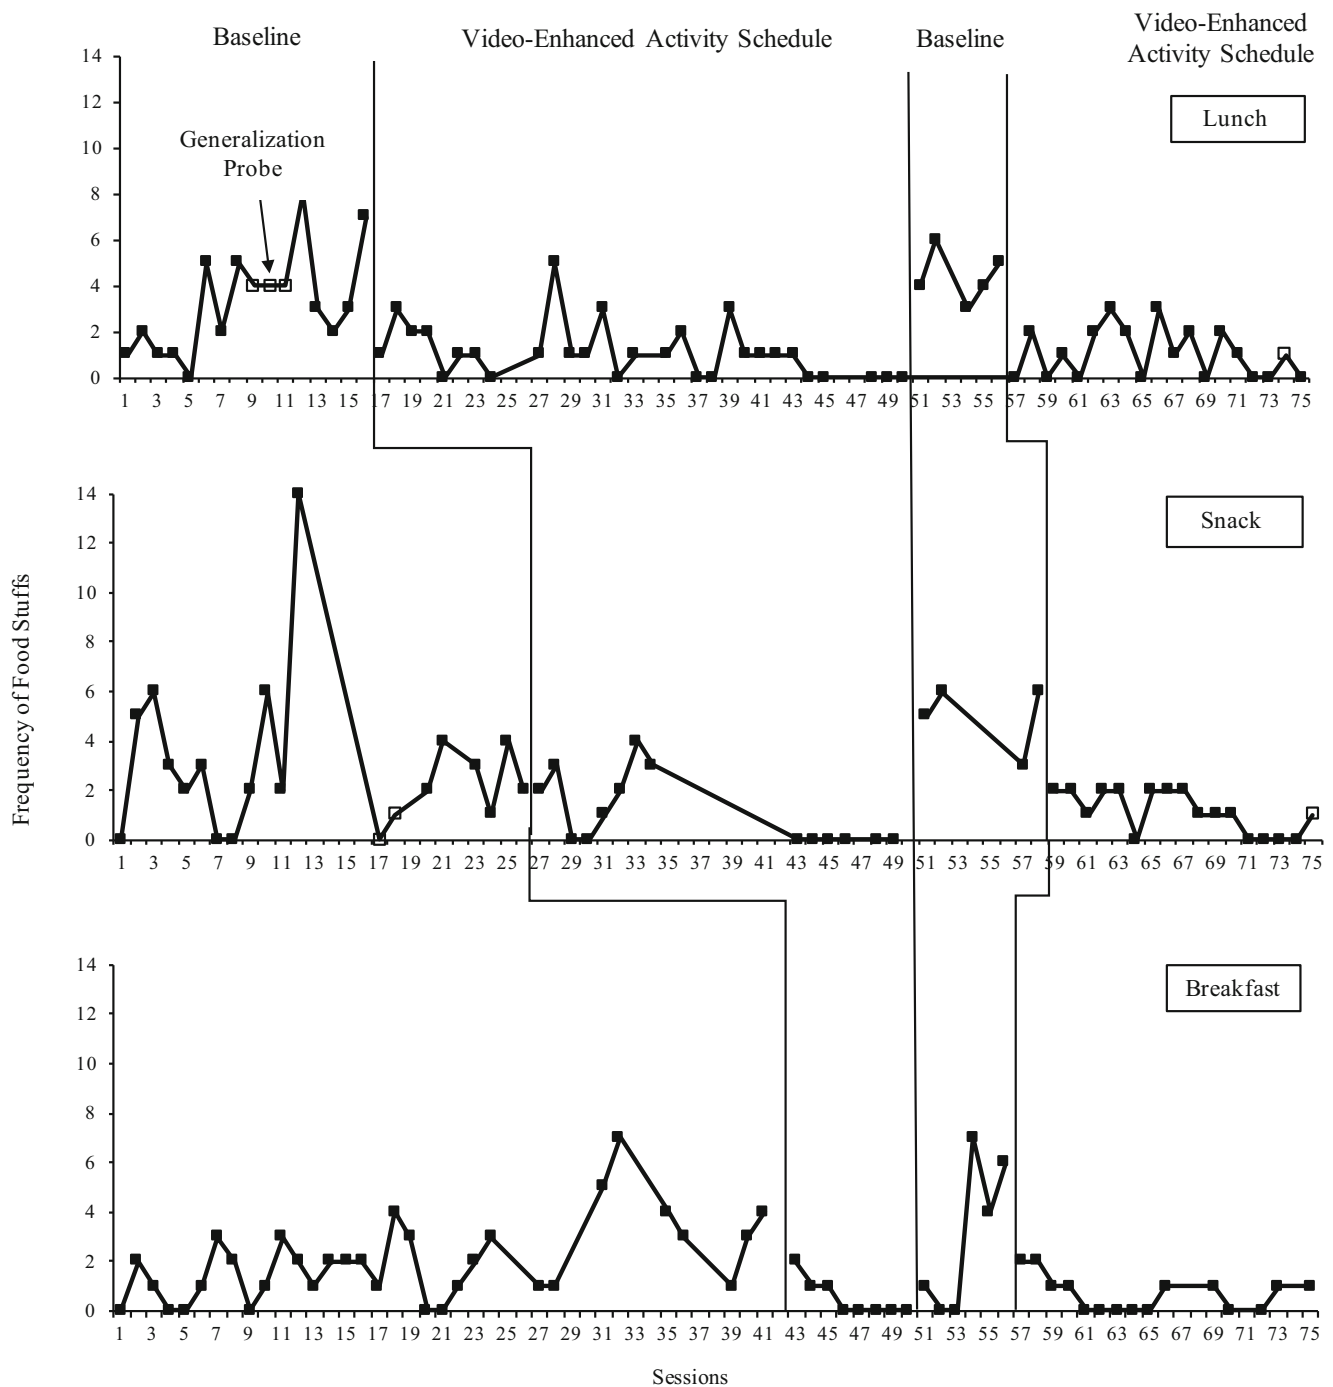 Baseline
Video-Enhanced Activity Schedule
Baseline
Video-Enhanced
Activity Schedule
14
12
10
8
6
4
2
0
Generalization
Probe
Lunch
1 3 5 7 9 11 13 15 17 19 21 23 25 27 29 31 33 35 37 39 41 43 45 47 49 51 53 55 57 59 61 63 65 67 69 71 73 75
Frequency of Food Stuffs
14
12
10
8
6
4
2
0
Snack
1 3 5 7 9 11 13 15 17 19 21 23 25 27 29 31 33 35 37 39 41 43 45 47 49 51 53 55 57 59 61 63 65 67 69 71 73 75
14
12
10
8
6
4
2
0
Breakfast
1 3 5 7 9 11 13 15 17 19 21 23 25 27 29 31 33 35 37 39 41 43 45 47 49 51 53 55 57 59 61 63 65 67 69 71 73 75
Sessions